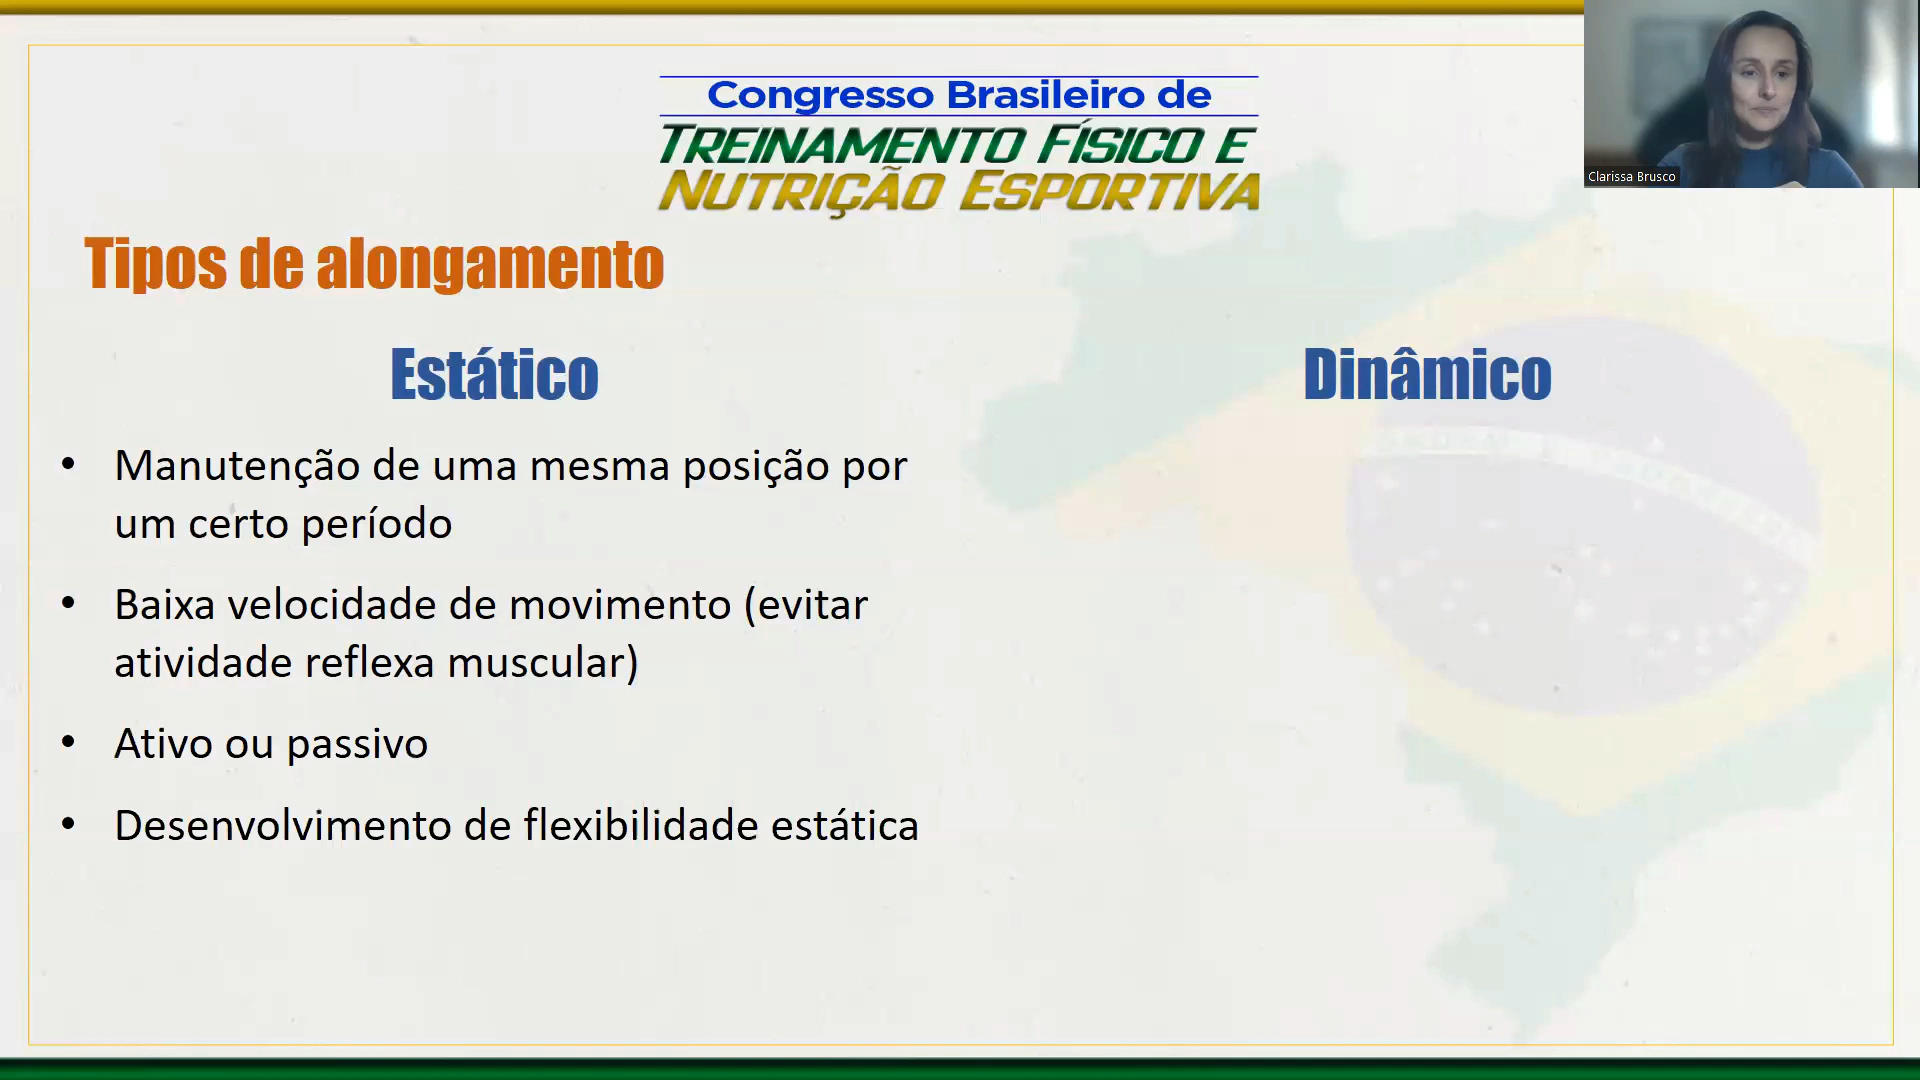 Congresso Brasileiro de
TREINAMENTO FÍSICO E
NUTRIÇÃO ESPORTIVA
Clarissa Brusco
Tipos de alongamento
Estático
• Manutenção de uma mesma posição por
um certo período
• Baixa velocidade de movimento (evitar
atividade reflexa muscular)
• Ativo ou passivo
• Desenvolvimento de flexibilidade estática
Dinâmico